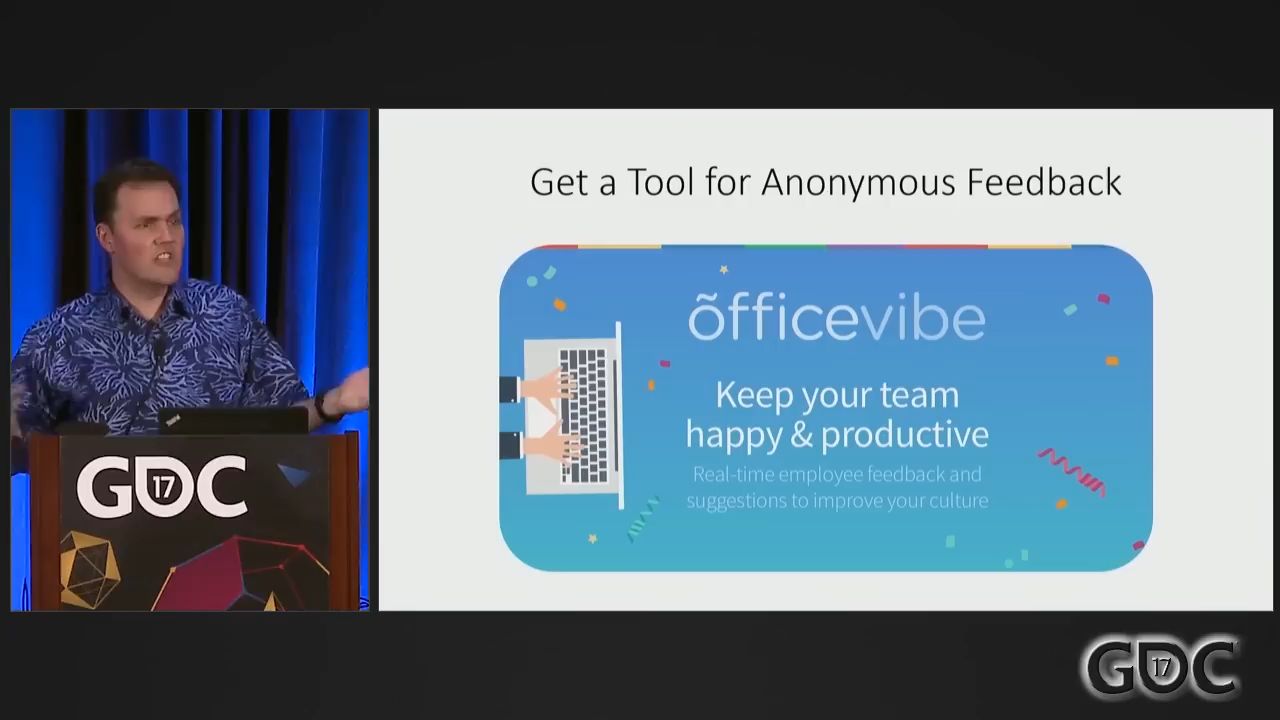 Get a Tool for Anonymous Feedback
õfficevibe
Keep your team
happy & productive
Real-time employee feedback and
suggestions to improve your culture
GDC
17
GDC
17